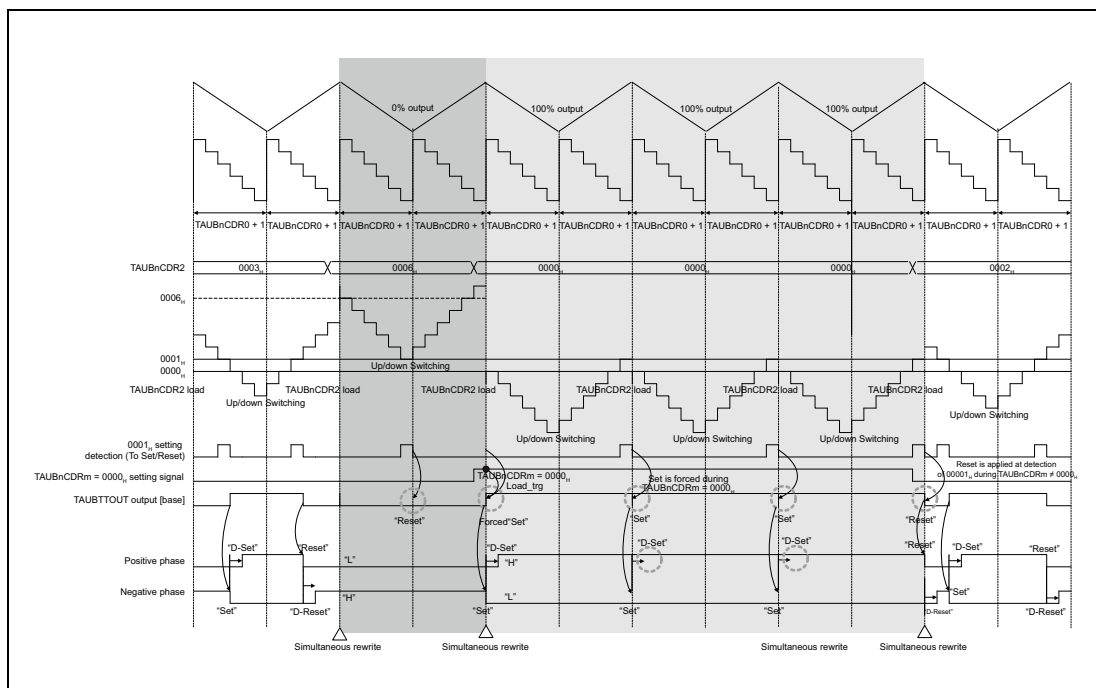 0% output 100% output 100% output 100% output
TAUBnCDR0 + 1 TAUBnCDR0 + 1 TAUBnCDR0 + 1 TAUBnCDR0 + 1 TAUBnCDR0 + 1 TAUBnCDR0 + 1 TAUBnCDR0 + 1 TAUBnCDR0 + 1 TAUBnCDR0 + 1 TAUBnCDR0 + 1 TAUBnCDR0 + 1 TAUBnCDR0 + 1
TAUBnCDR2 0003H 0006H 0000H 0000H 0000H 0002H
0006H
0001H
Up/down Switching
0000H
TAUBnCDR2 load TAUBnCDR2 load TAUBnCDR2 load TAUBnCDR2 load TAUBnCDR2 load TAUBnCDR2 load
Up/down Switching
Up/down Switching
Up/down Switching Up/down Switching Up/down Switching
0001H setting
detection (To Set/Reset)
TAUBnCDRm = 0000H setting signal
TAUBnCDRm = 0000H
Load_trg
Set is forced during
TAUBnCDRm = 0000H
Reset is applied at detection
of 00001H during TAUBnCDRm ≠ 0000H
TAUBTTOUT output [base]
“Reset” Forced“Set” “Set” “Set” “Reset”
“D-Set” “Reset” “D-Set” “D-Set” “D-Set” “Reset” “D-Set” “Reset”
Positive phase “L” “H”
Negative phase “H” “L” “Set”
“Set” “D-Reset” “Set” “Set” “Set” “D-Reset” “D-Reset”
Simultaneous rewrite Simultaneous rewrite Simultaneous rewrite Simultaneous rewrite